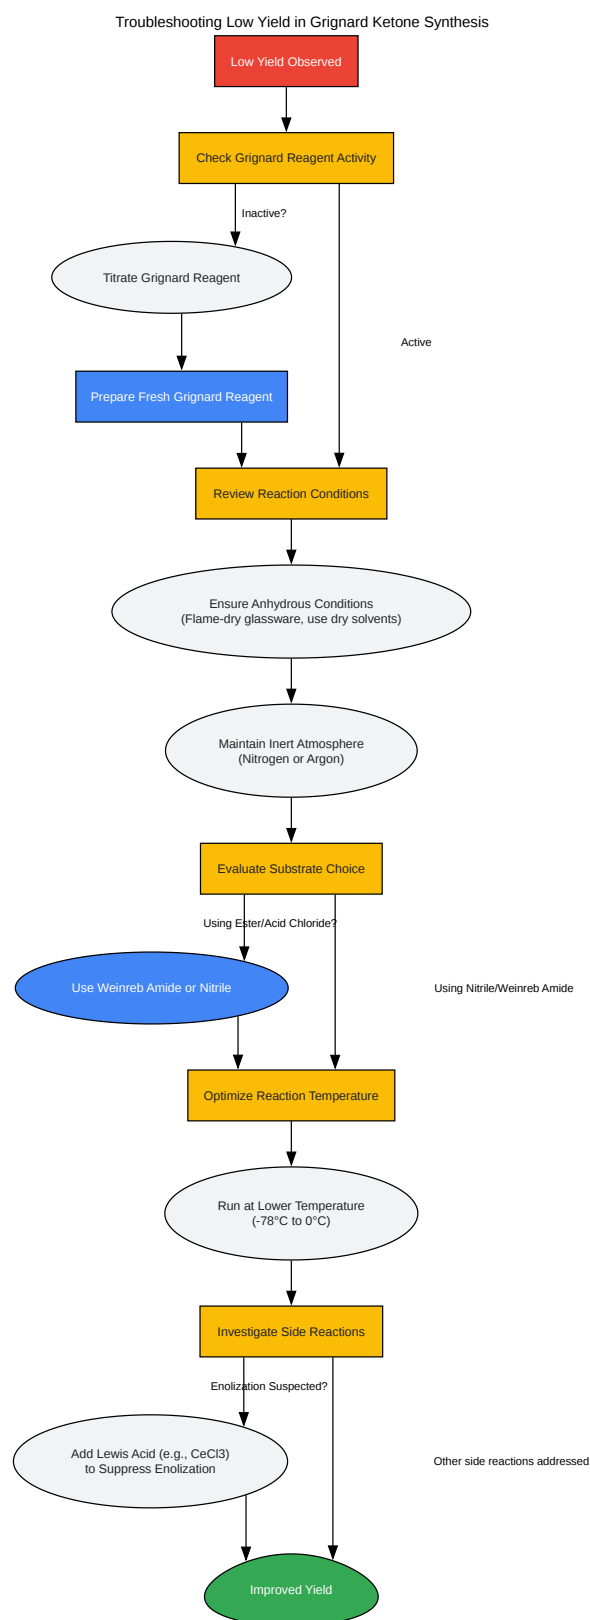 Troubleshooting Low Yield in Grignard Ketone Synthesis
Low Yield Observed
Check Grignard Reagent Activity
Inactive?
Titrate Grignard Reagent
Active
Prepare Fresh Grignard Reagent
Review Reaction Conditions
Ensure Anhydrous Conditions
(Flame-dry glassware, use dry solvents)
Maintain Inert Atmosphere
(Nitrogen or Argon)
Evaluate Substrate Choice
Using Ester/Acid Chloride?
Use Weinreb Amide or Nitrile
Using Nitrile/Weinreb Amide
Optimize Reaction Temperature
Run at Lower Temperature
(-78°C to 0°C)
Investigate Side Reactions
Enolization Suspected?
Add Lewis Acid (e.g., CeCl3)
to Suppress Enolization
Other side reactions addressed
Improved Yield